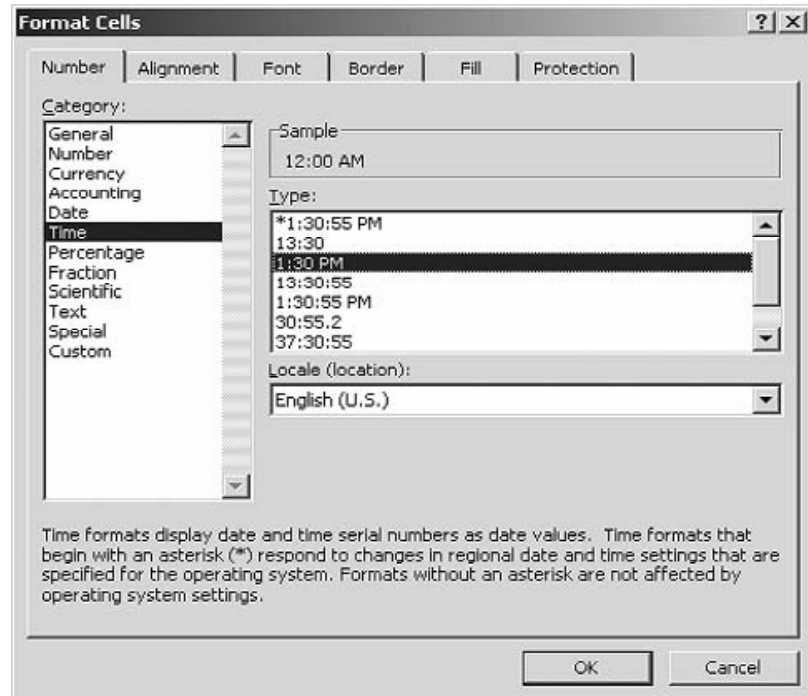 Format Cells
Number Alignment Font Border Fill Protection
Category:
General
Number
Currency
Accounting
Date
Time
Percentage
Fraction
Scientific
Text
Special
Custom
Sample
12:00 AM
Type:
*1:30:55 PM
13:30
1:30 PM
13:30:55
1:30:55 PM
30:55.2
37:30:55
Locale (location):
English (U.S.)
Time formats display date and time serial numbers as date values. Time formats that
begin with an asterisk (*) respond to changes in regional date and time settings that are
specified for the operating system. Formats without an asterisk are not affected by
operating system settings.
OK Cancel